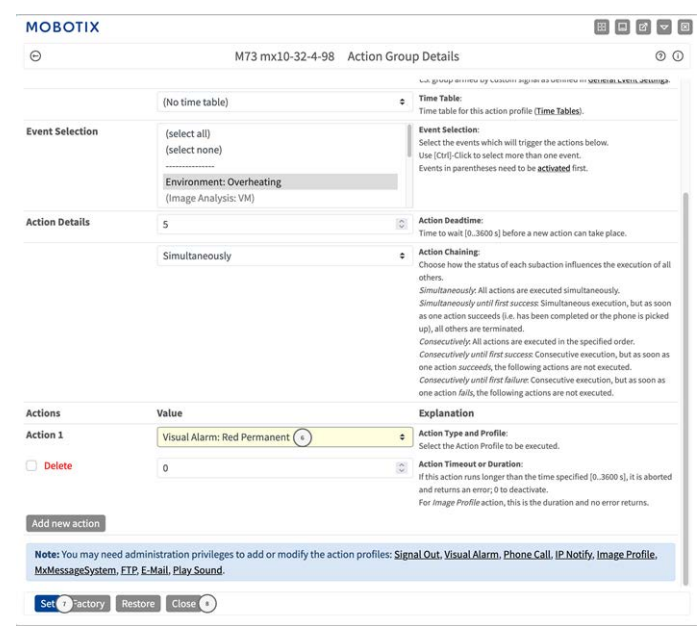 MOBOTIX
M73 mx10-32-4-98 Action Group Details
General Event Settings.
(No time table)
Time Table:
Time table for this action profile (Time Tables).
Event Selection
(select all)
(select none)
---------------
Environment: Overheating
(Image Analysis: VM)
Event Selection:
Select the events which will trigger the actions below.
Use [Ctrl]-Click to select more than one event.
Events in parentheses need to be activated first.
Action Details
5
Action Deadtime:
Time to wait [0..3600 s] before a new action can take place.
Simultaneously
Action Chaining:
Choose how the status of each subaction influences the execution of all
others.
Simultaneously: All actions are executed simultaneously.
Simultaneously until first success: Simultaneous execution, but as soon
as one action succeeds (i.e. has been completed or the phone is picked
up), all others are terminated.
Consecutively: All actions are executed in the specified order.
Consecutively until first success: Consecutive execution, but as soon as
one action succeeds, the following actions are not executed.
Consecutively until first failure: Consecutive execution, but as soon as
one action fails, the following actions are not executed.
Actions Value Explanation
Action 1
Visual Alarm: Red Permanent 6
Action Type and Profile:
Select the Action Profile to be executed.
Delete
0
Action Timeout or Duration:
If this action runs longer than the time specified [0..3600 s], it is aborted
and returns an error; 0 to deactivate.
For Image Profile action, this is the duration and no error returns.
Add new action
Note: You may need administration privileges to add or modify the action profiles: Signal Out, Visual Alarm, Phone Call, IP Notify, Image Profile,
MxMessageSystem, FTP, E-Mail, Play Sound.
Set 7 Factory Restore Close 8